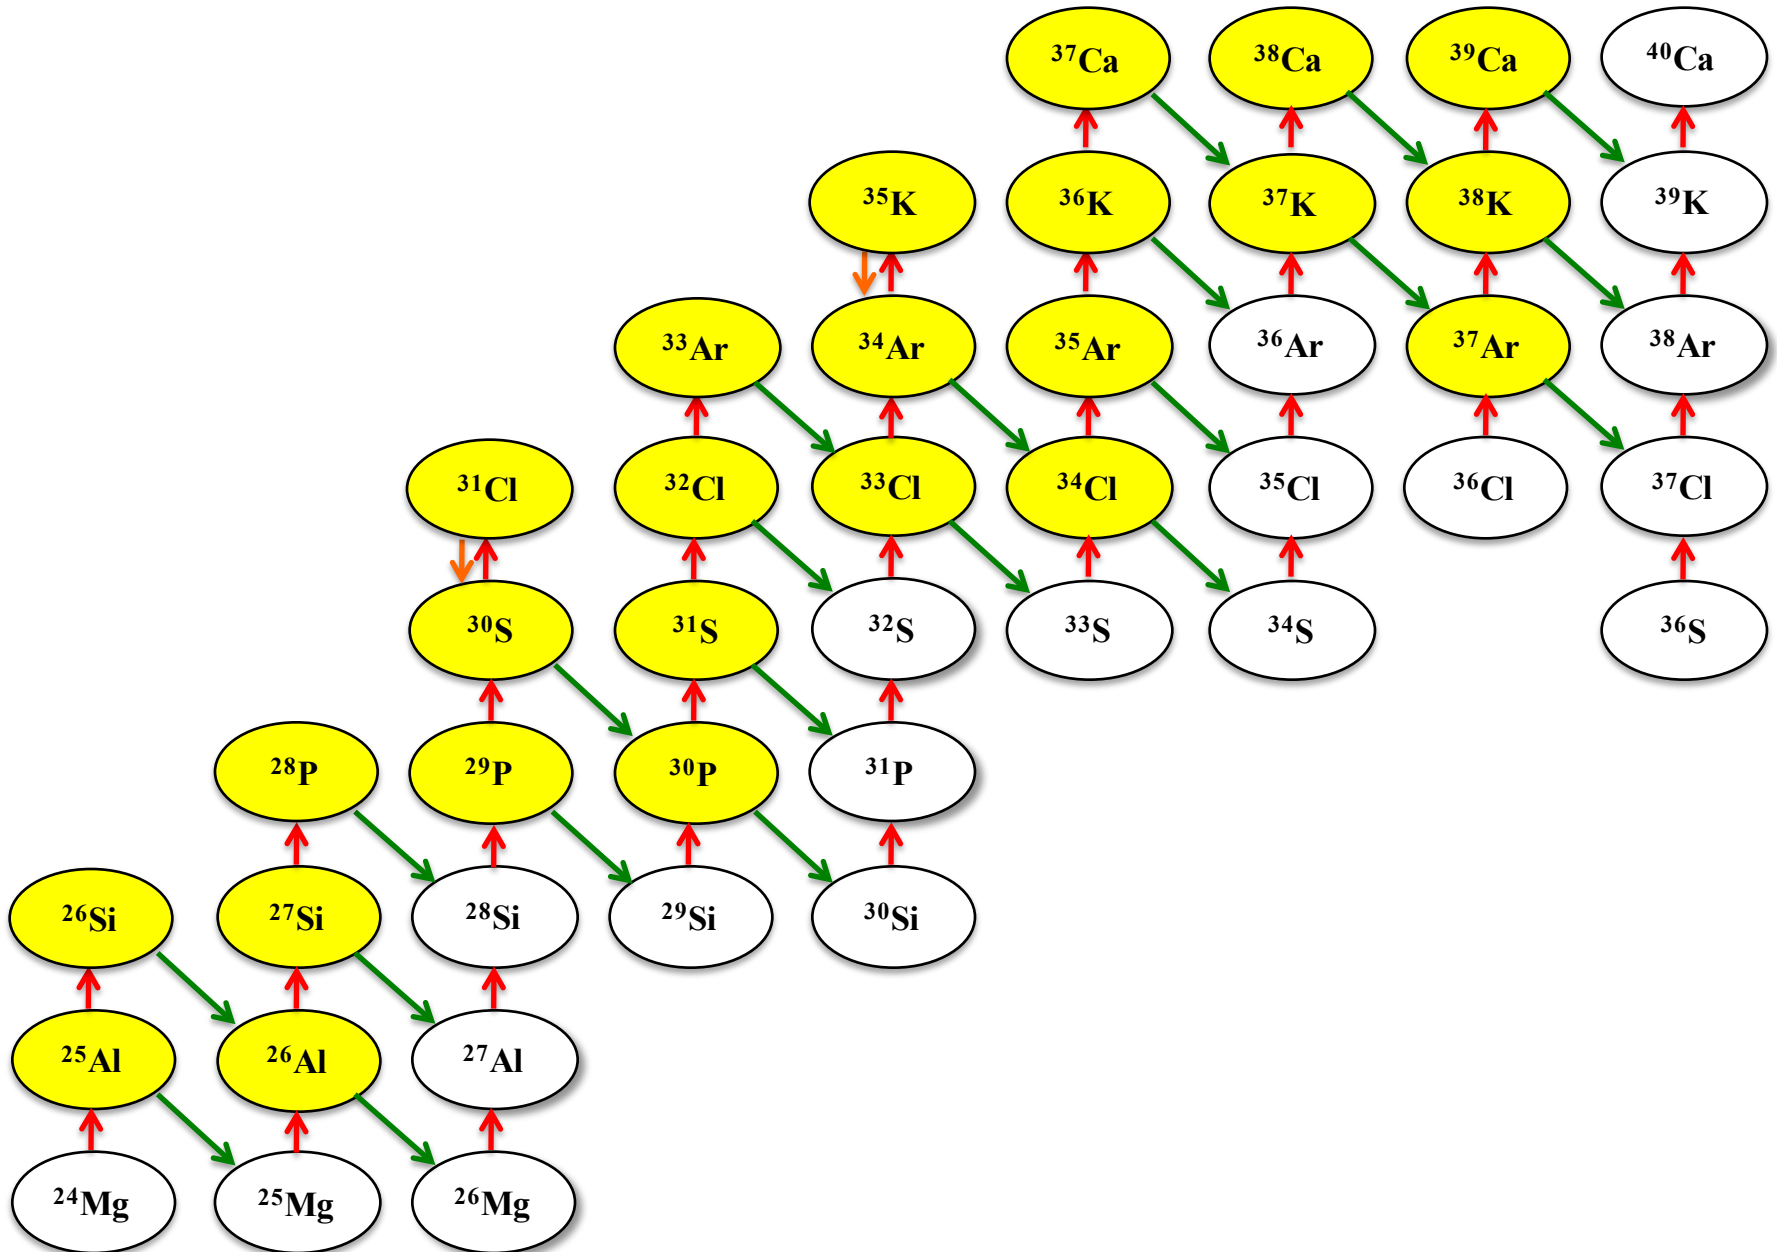 ³⁷Ca ³⁸Ca ³⁹Ca ⁴⁰Ca
³⁵K ³⁶K ³⁷K ³⁸K ³⁹K
³³Ar ³⁴Ar ³⁵Ar ³⁶Ar ³⁷Ar ³⁸Ar
³¹Cl ³²Cl ³³Cl ³⁴Cl ³⁵Cl ³⁶Cl ³⁷Cl
³⁰S ³¹S ³²S ³³S ³⁴S ³⁶S
²⁸P ²⁹P ³⁰P ³¹P
²⁶Si ²⁷Si ²⁸Si ²⁹Si ³⁰Si
²⁵Al ²⁶Al ²⁷Al
²⁴Mg ²⁵Mg ²⁶Mg